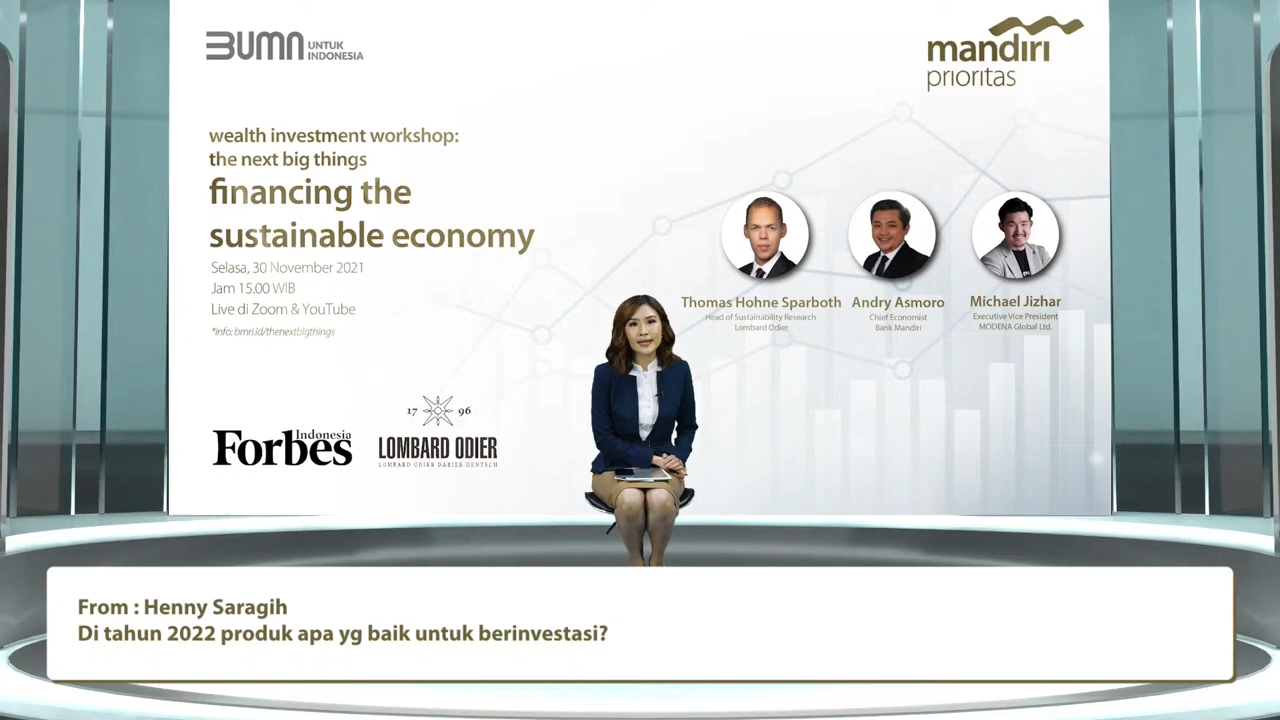 BUMN UNTUK INDONESIA
mandiri
prioritas
wealth investment workshop:
the next big things
financing the
sustainable economy
Selasa, 30 November 2021
Jam 15.00 WIB
Live di Zoom & YouTube
*info: bmri.id/thenextbigthings
Thomas Hohne Sparboth
Head of Sustainability Research
Lombard Odier
Andry Asmoro
Chief Economist
Bank Mandiri
Michael Jizhar
Executive Vice President
MODENA Global Ltd.
Forbes Indonesia
17 96
LOMBARD ODIER
LOMBARD ODIER DARIER HENTSCH
From : Henny Saragih
Di tahun 2022 produk apa yg baik untuk berinvestasi?